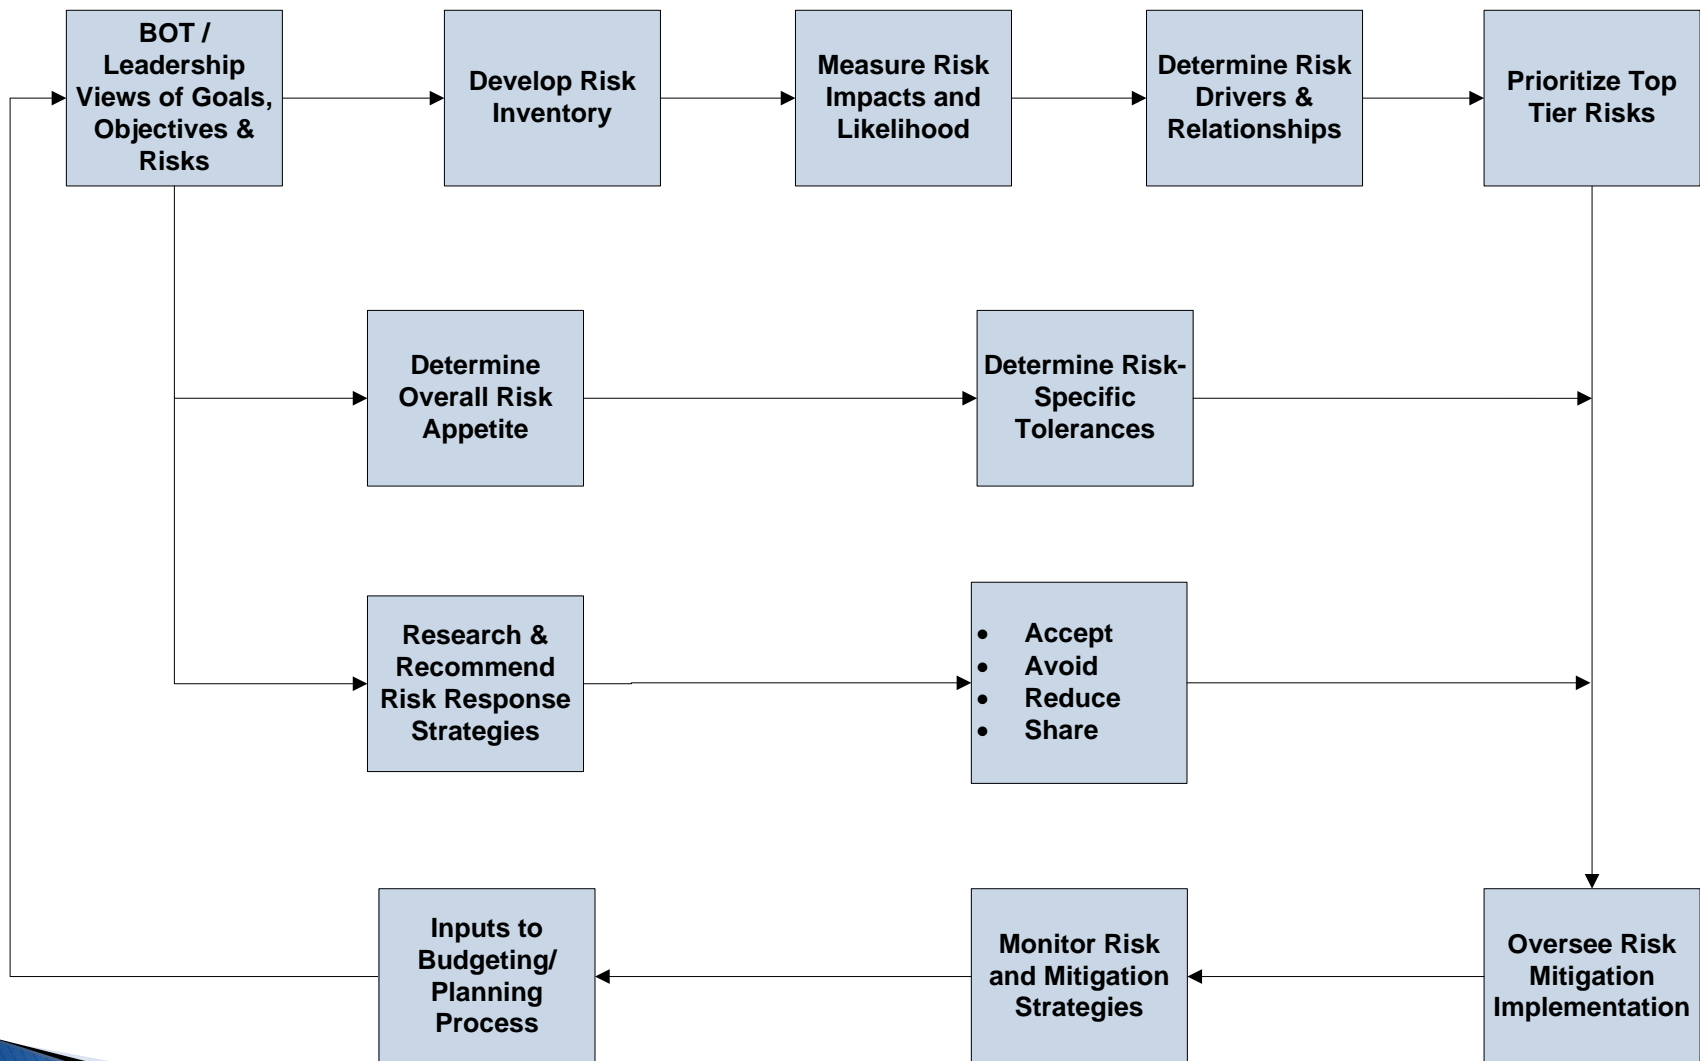 BOT /
Leadership
Views of Goals,
Objectives &
Risks
Develop Risk
Inventory
Measure Risk
Impacts and
Likelihood
Determine Risk
Drivers &
Relationships
Prioritize Top
Tier Risks
Determine
Overall Risk
Appetite
Determine Risk-
Specific
Tolerances
Research &
Recommend
Risk Response
Strategies
• Accept
• Avoid
• Reduce
• Share
Inputs to
Budgeting/
Planning
Process
Monitor Risk
and Mitigation
Strategies
Oversee Risk
Mitigation
Implementation